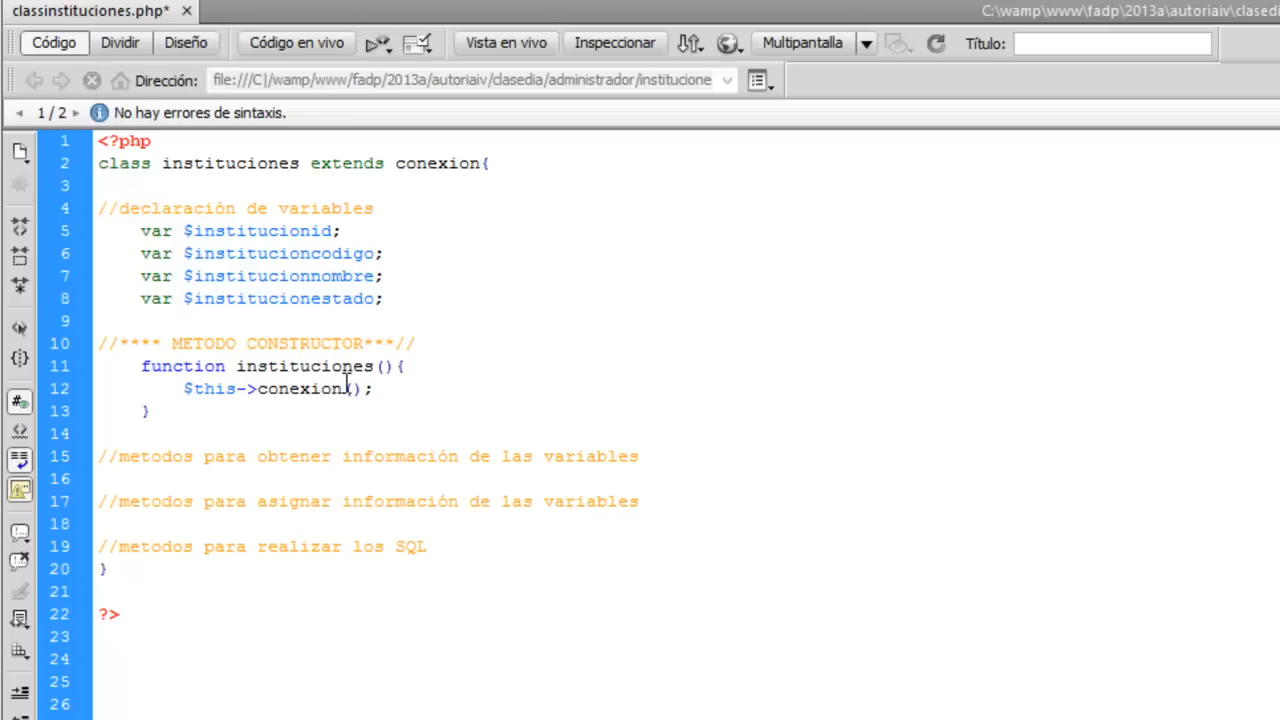 classinstituciones.php* ×
C:\wamp\www\fadp\2013a\autoriaiv\clasedi
Código Dividir Diseño Código en vivo Vista en vivo Inspeccionar Multipantalla Título:
Dirección: file:///C|/wamp/www/fadp/2013a/autoriaiv/clasedia/administrador/institucione
1 / 2 No hay errores de sintaxis.
1 <?php
2 class instituciones extends conexion{
3
4 //declaración de variables
5 var $institucionid;
6 var $institucioncodigo;
7 var $institucionnombre;
8 var $institucionestado;
9
10 //**** METODO CONSTRUCTOR***//
11 function instituciones(){
12 $this->conexion();
13 }
14
15 //metodos para obtener información de las variables
16
17 //metodos para asignar información de las variables
18
19 //metodos para realizar los SQL
20 }
21
22 ?>
23
24
25
26